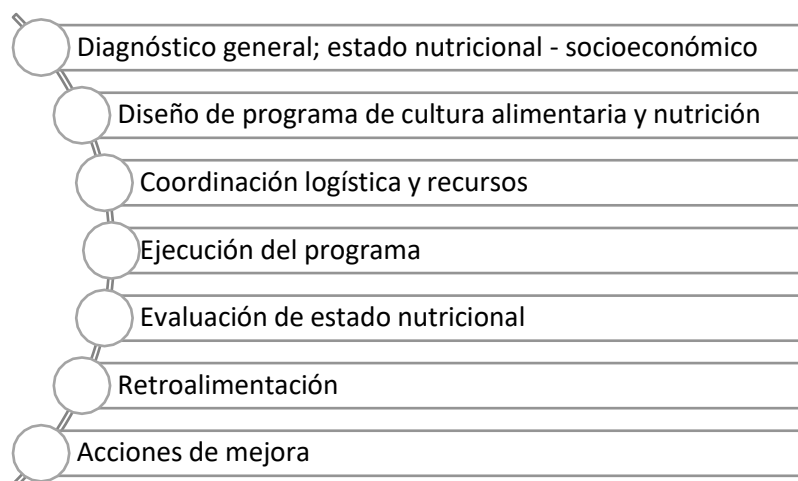 Diagnóstico general; estado nutricional - socioeconómico
Diseño de programa de cultura alimentaria y nutrición
Coordinación logística y recursos
Ejecución del programa
Evaluación de estado nutricional
Retroalimentación
Acciones de mejora